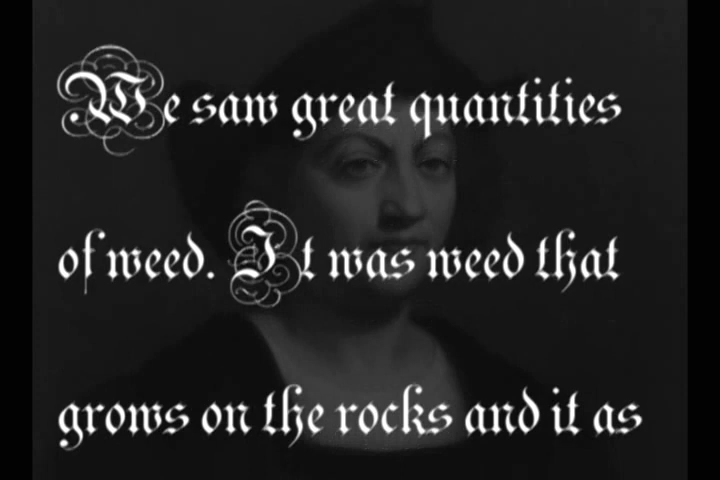 We saw great quantities
of weed. It was weed that
grows on the rocks and it as